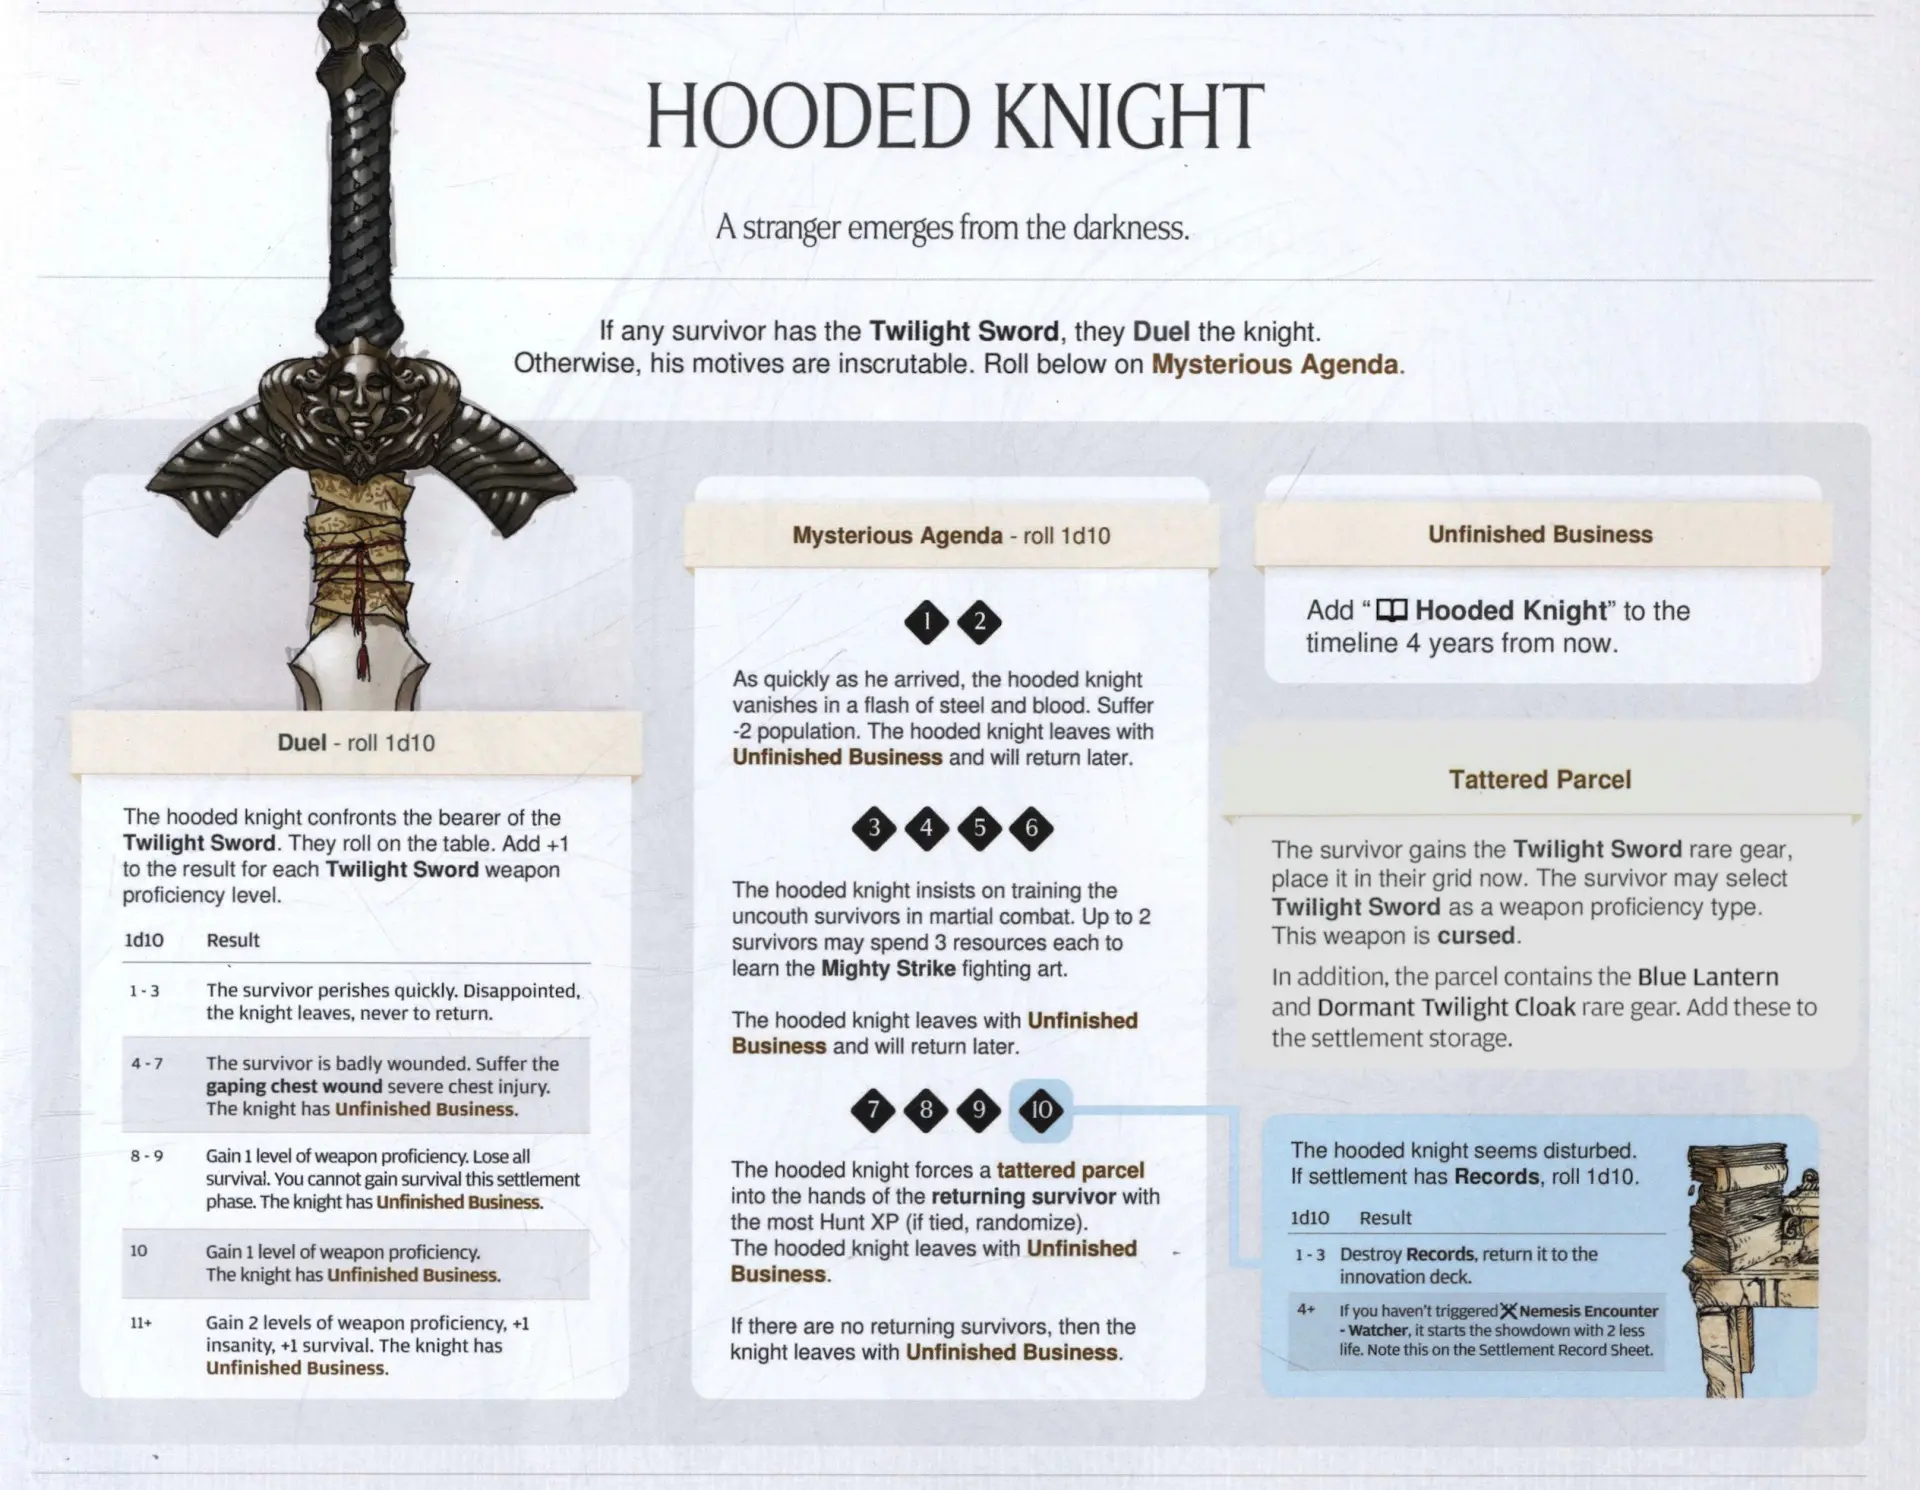 HOODED KNIGHT
A stranger emerges from the darkness.
If any survivor has the Twilight Sword, they Duel the knight.
Otherwise, his motives are inscrutable. Roll below on Mysterious Agenda.
Duel - roll 1d10
The hooded knight confronts the bearer of the
Twilight Sword. They roll on the table. Add +1
to the result for each Twilight Sword weapon
proficiency level.
1d10 Result
1 - 3 The survivor perishes quickly. Disappointed,
the knight leaves, never to return.
4 - 7 The survivor is badly wounded. Suffer the
gaping chest wound severe chest injury.
The knight has Unfinished Business.
8 - 9 Gain 1 level of weapon proficiency. Lose all
survival. You cannot gain survival this settlement
phase. The knight has Unfinished Business.
10 Gain 1 level of weapon proficiency.
The knight has Unfinished Business.
11+ Gain 2 levels of weapon proficiency, +1
insanity, +1 survival. The knight has
Unfinished Business.
Mysterious Agenda - roll 1d10
1 2
As quickly as he arrived, the hooded knight
vanishes in a flash of steel and blood. Suffer
-2 population. The hooded knight leaves with
Unfinished Business and will return later.
3 4 5 6
The hooded knight insists on training the
uncouth survivors in martial combat. Up to 2
survivors may spend 3 resources each to
learn the Mighty Strike fighting art.
The hooded knight leaves with Unfinished
Business and will return later.
7 8 9 10
The hooded knight forces a tattered parcel
into the hands of the returning survivor with
the most Hunt XP (if tied, randomize).
The hooded knight leaves with Unfinished
Business.
If there are no returning survivors, then the
knight leaves with Unfinished Business.
Unfinished Business
Add “ Hooded Knight” to the
timeline 4 years from now.
Tattered Parcel
The survivor gains the Twilight Sword rare gear,
place it in their grid now. The survivor may select
Twilight Sword as a weapon proficiency type.
This weapon is cursed.
In addition, the parcel contains the Blue Lantern
and Dormant Twilight Cloak rare gear. Add these to
the settlement storage.
The hooded knight seems disturbed.
If settlement has Records, roll 1d10.
1d10 Result
1 - 3 Destroy Records, return it to the
innovation deck.
4+ If you haven't triggered Nemesis Encounter
- Watcher, it starts the showdown with 2 less
life. Note this on the Settlement Record Sheet.